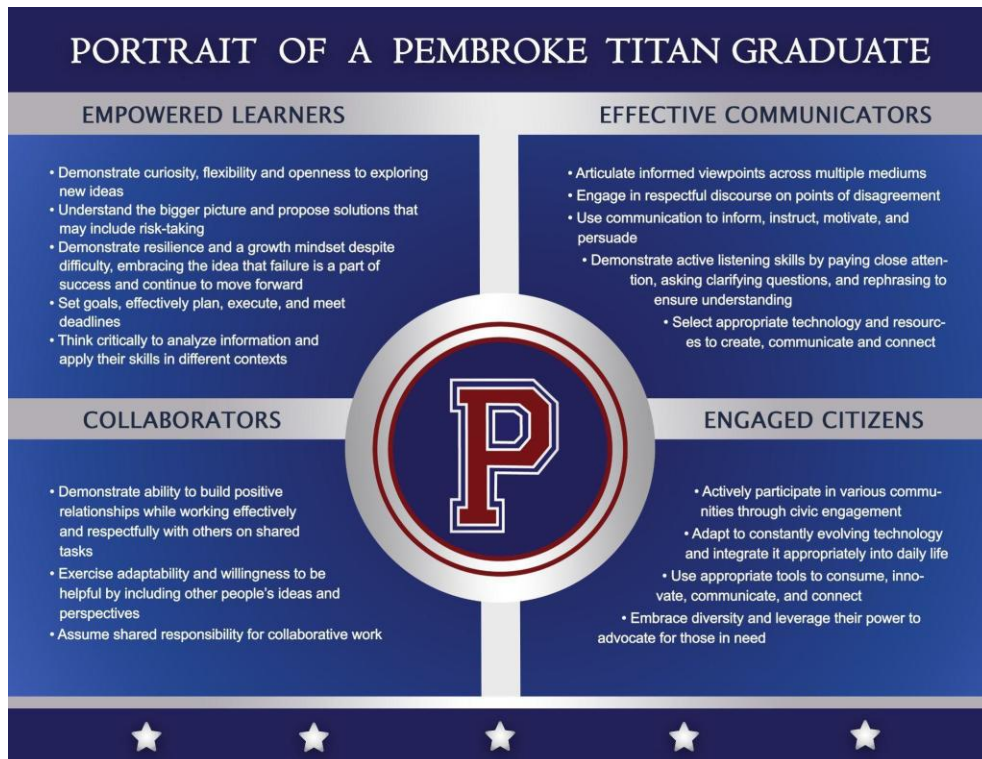 PORTRAIT OF A PEMBROKE TITAN GRADUATE
EMPOWERED LEARNERS
• Demonstrate curiosity, flexibility and openness to exploring
new ideas
• Understand the bigger picture and propose solutions that
may include risk-taking
• Demonstrate resilience and a growth mindset despite
difficulty, embracing the idea that failure is a part of
success and continue to move forward
• Set goals, effectively plan, execute, and meet
deadlines
• Think critically to analyze information and
apply their skills in different contexts
EFFECTIVE COMMUNICATORS
• Articulate informed viewpoints across multiple mediums
• Engage in respectful discourse on points of disagreement
• Use communication to inform, instruct, motivate, and
persuade
• Demonstrate active listening skills by paying close atten-
tion, asking clarifying questions, and rephrasing to
ensure understanding
• Select appropriate technology and resourc-
es to create, communicate and connect
P
COLLABORATORS
• Demonstrate ability to build positive
relationships while working effectively
and respectfully with others on shared
tasks
• Exercise adaptability and willingness to be
helpful by including other people's ideas and
perspectives
• Assume shared responsibility for collaborative work
ENGAGED CITIZENS
• Actively participate in various commu-
nities through civic engagement
• Adapt to constantly evolving technology
and integrate it appropriately into daily life
• Use appropriate tools to consume, inno-
vate, communicate, and connect
• Embrace diversity and leverage their power to
advocate for those in need